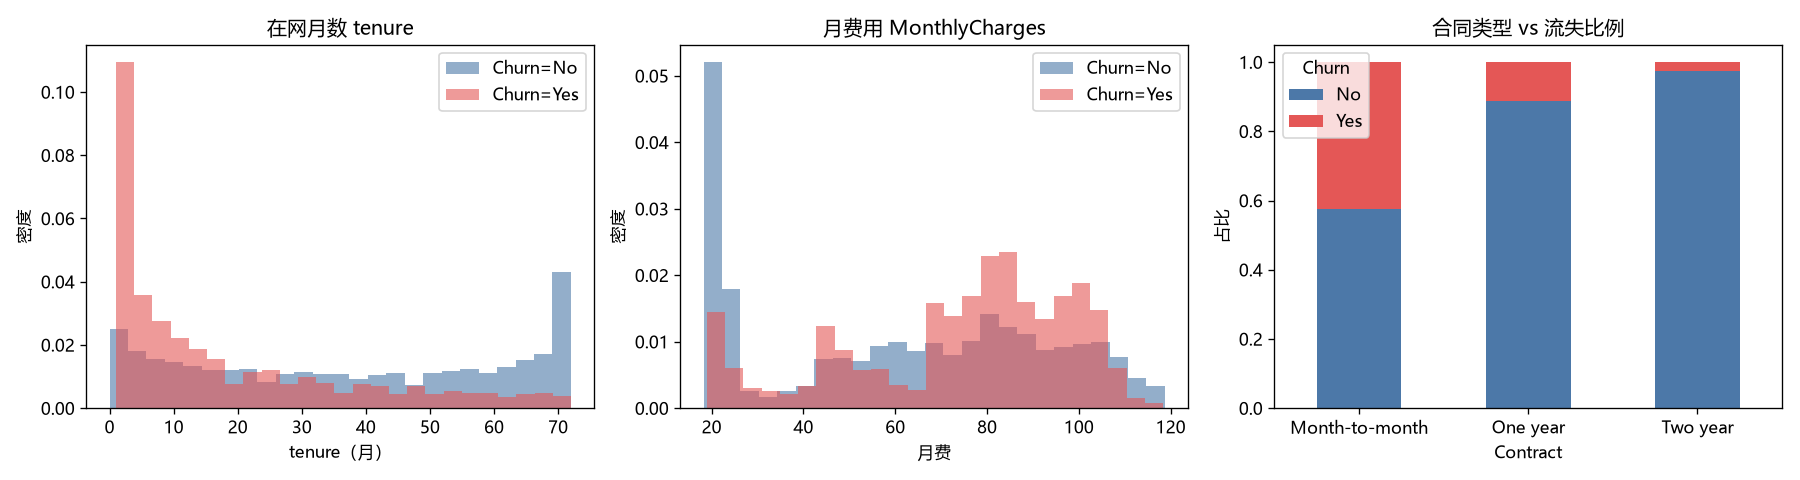 在网月数 tenure
Churn=No
Churn=Yes
密度
0.10
0.08
0.06
0.04
0.02
0.00
0 10 20 30 40 50 60 70
tenure（月）
月费用 MonthlyCharges
Churn=No
Churn=Yes
密度
0.05
0.04
0.03
0.02
0.01
0.00
20 40 60 80 100 120
月费
合同类型 vs 流失比例
Churn
No
Yes
占比
1.0
0.8
0.6
0.4
0.2
0.0
Month-to-month One year Two year
Contract